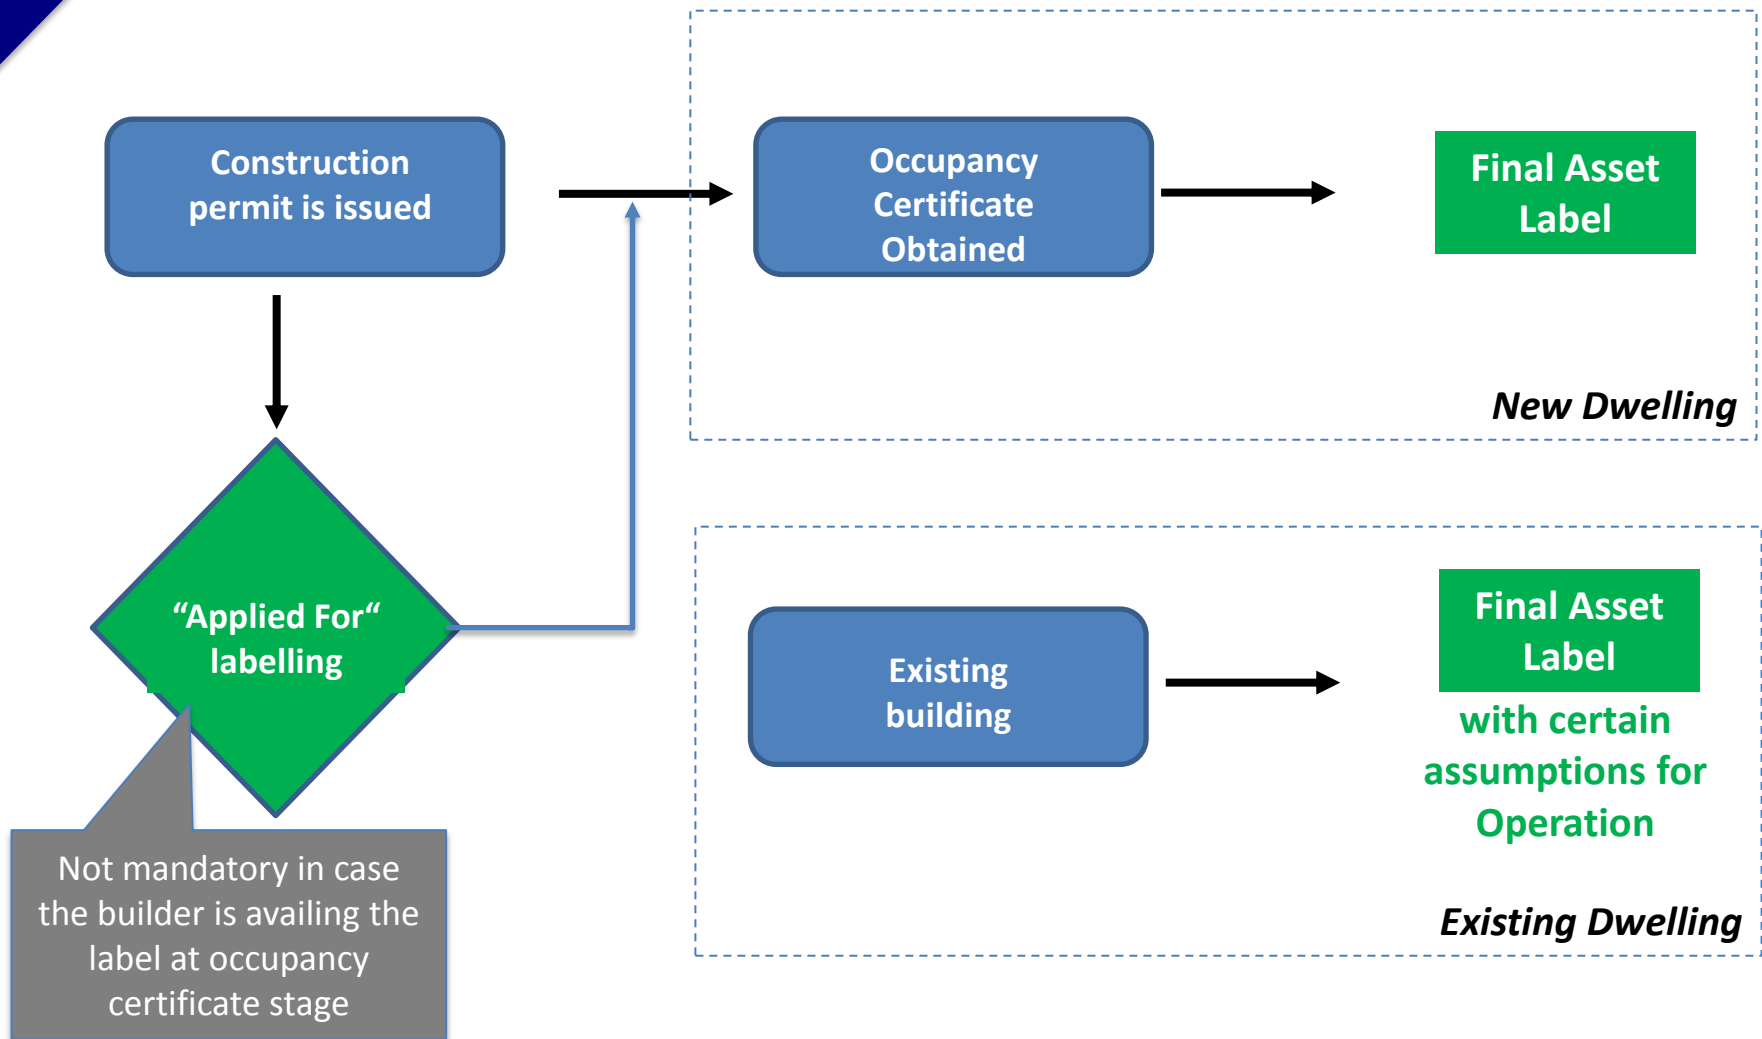 Construction
permit is issued
Occupancy
Certificate
Obtained
Final Asset
Label
New Dwelling
“Applied For“
labelling
Not mandatory in case
the builder is availing the
label at occupancy
certificate stage
Existing
building
Final Asset
Label
with certain
assumptions for
Operation
Existing Dwelling